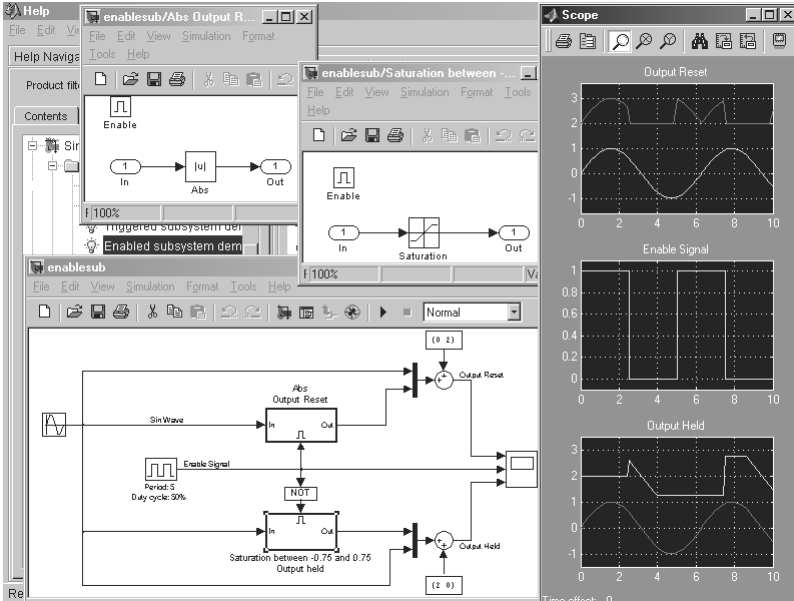 Help
File Edit Vie
Help Naviga
Product filte
Contents
Sir
Triggered subsystem der
Enabled subsystem dem
Re
enablesub/Abs Output R...
File Edit View Simulation Format
Tools Help
Enable
1
In
|u|
Abs
1
Out
100%
enablesub/Saturation between -...
File Edit View Simulation Format Tools
Help
Enable
1
In
Saturation
1
Out
100%
Va
enablesub
File Edit View Simulation Format Tools Help
Normal
(0 2)
Abs
Output Reset
Output Reset
Sin Wave
In
Out
Enable Signal
Period: 5
Duty cycle: 50%
NOT
In
Out
Saturation between -0.75 and 0.75
Output held
Output Held
(2 0)
Scope
Output Reset
3
2
1
0
-1
0 2 4 6 8 10
Enable Signal
1
0.8
0.6
0.4
0.2
0
0 2 4 6 8 10
Output Held
3
2
1
0
-1
0 2 4 6 8 10
Time offset: 0